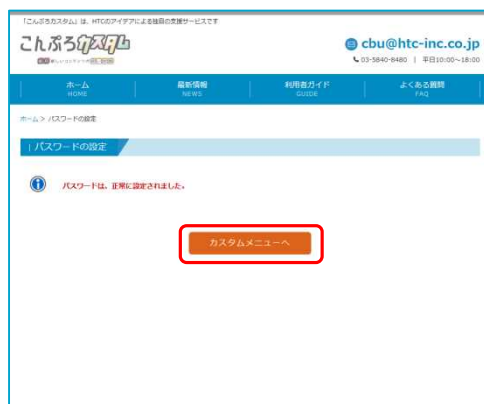 「こんぷろカスタム」は、HTCのアイデアによる独自の支援サービスです
こんぷろカスタム
cbu@htc-inc.co.jp
03-5840-8480 | 平日10:00～18:00
ホーム 最新情報 利用者ガイド よくある質問
HOME NEWS GUIDE FAQ
ホーム > パスワードの設定
パスワードの設定
パスワードは、正常に設定されました。
カスタムメニューへ